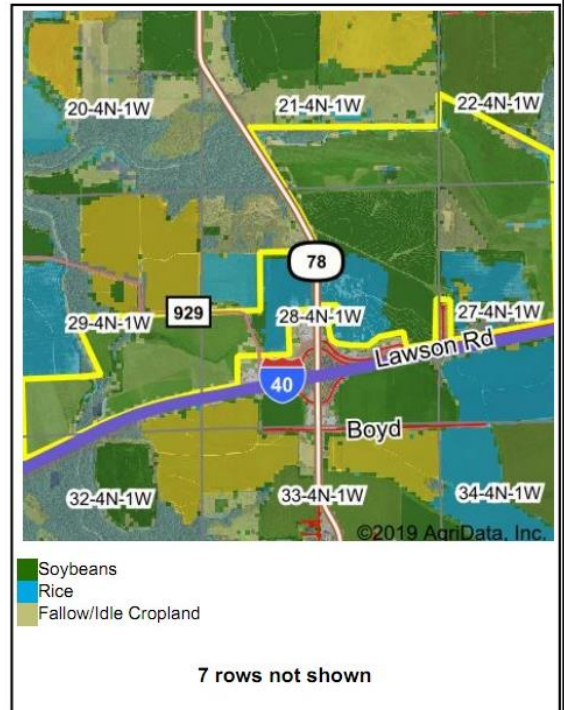 20-4N-1W
21-4N-1W
22-4N-1W
78
929
29-4N-1W
28-4N-1W
27-4N-1W
Lawson Rd
40
Boyd
32-4N-1W
33-4N-1W
34-4N-1W
©2019 AgriData, Inc.
Soybeans
Rice
Fallow/Idle Cropland
7 rows not shown